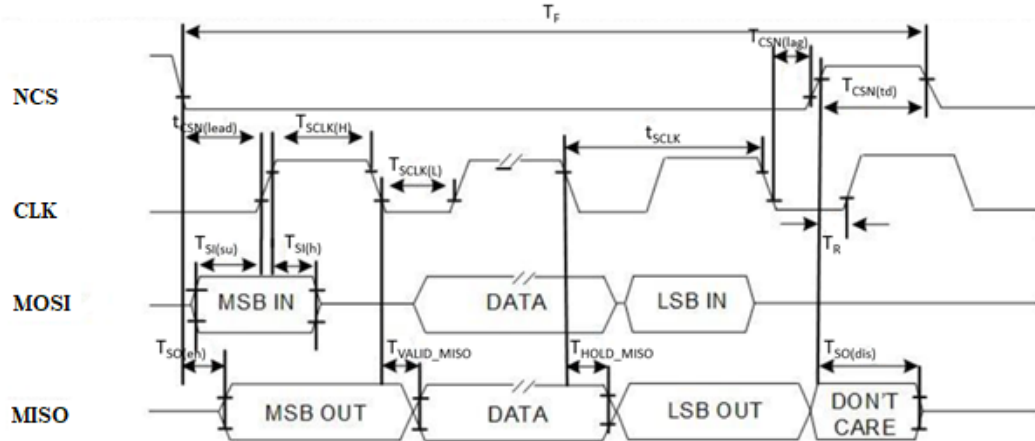 T_F
T_CSN(lag)
NCS
T_CSN(td)
t_CSN(lead)
T_SCLK(H)
t_SCLK
T_SCLK(L)
CLK
T_R
T_SI(su)
T_SI(h)
MOSI
MSB IN
DATA
LSB IN
T_SO(en)
T_VALID_MISO
T_HOLD_MISO
T_SO(dis)
MISO
MSB OUT
DATA
LSB OUT
DON'T
CARE